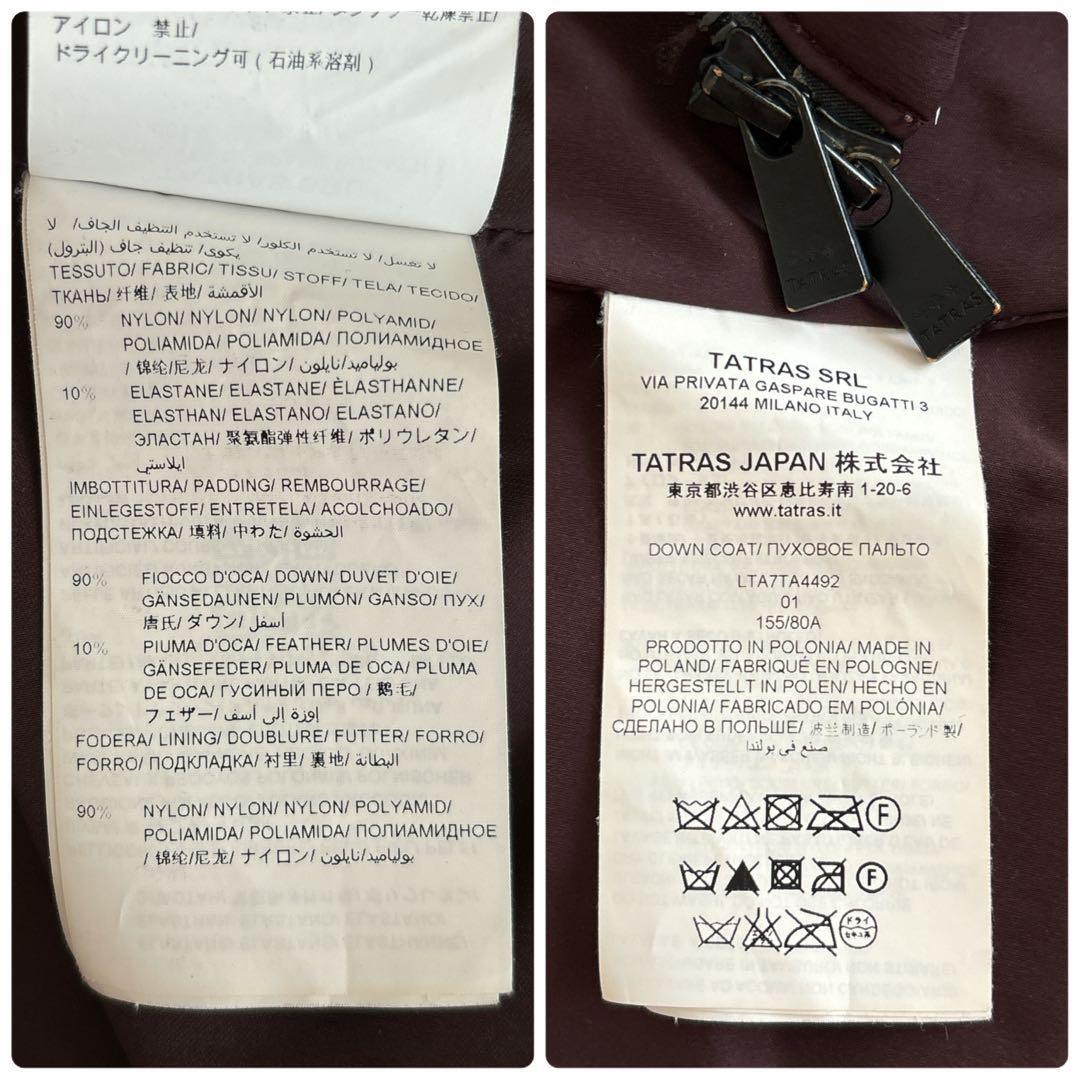 アイロン 禁止/
ドライクリーニング可 ( 石油系溶剤 )
لا تغسل/ لا تستخدم الكلور/ لا تستخدم التنظيف الجاف/ لا
يكوى/ تنظيف جاف (البترول)
TESSUTO/ FABRIC/ TISSU/ STOFF/ TELA/ TECIDO/
ТКАНЬ/ 纤维/ 表地/ الأقمشة
90% NYLON/ NYLON/ NYLON/ POLYAMID/
POLIAMIDA/ POLIAMIDA/ ПОЛИАМИДНОЕ
/ 锦纶/尼龙/ ナイロン/ بولياميد/نايلون
10% ELASTANE/ ELASTANE/ ÈLASTHANNE/
ELASTHAN/ ELASTANO/ ELASTANO/
ЭЛАСТАН/ 聚氨酯弹性纤维/ ポリウレタン/
ايلاستي
IMBOTTITURA/ PADDING/ REMBOURRAGE/
EINLEGESTOFF/ ENTRETELA/ ACOLCHOADO/
ПОДСТЕЖКА/ 填料/ 中わた/ الحشوة
90% FIOCCO D'OCA/ DOWN/ DUVET D'OIE/
GÄNSEDAUNEN/ PLUMÓN/ GANSO/ ПУХ/
唐氏/ ダウン/ أسفل
10% PIUMA D'OCA/ FEATHER/ PLUMES D'OIE/
GÄNSEFEDER/ PLUMA DE OCA/ PLUMA
DE OCA/ ГУСИНЫЙ ПЕРО / 鹅毛/
フェザー/ اوزة إلى أسف
FODERA/ LINING/ DOUBLURE/ FUTTER/ FORRO/
FORRO/ ПОДКЛАДКА/ 衬里/ 裏地/ البطانة
90% NYLON/ NYLON/ NYLON/ POLYAMID/
POLIAMIDA/ POLIAMIDA/ ПОЛИАМИДНОЕ
/ 锦纶/尼龙/ ナイロン/ بولياميد/نايلون
TATRAS
TATRAS
TATRAS SRL
VIA PRIVATA GASPARE BUGATTI 3
20144 MILANO ITALY
TATRAS JAPAN 株式会社
東京都渋谷区恵比寿南 1-20-6
www.tatras.it
DOWN COAT/ ПУХОВОЕ ПАЛЬТО
LTA7TA4492
01
155/80A
PRODOTTO IN POLONIA/ MADE IN
POLAND/ FABRIQUÉ EN POLOGNE/
HERGESTELLT IN POLEN/ HECHO EN
POLONIA/ FABRICADO EM POLÓNIA/
СДЕЛАНО В ПОЛЬШЕ/ 波兰制造/ ポーランド製/
صنع في بولندا
F
F
ドライ
セキユ系